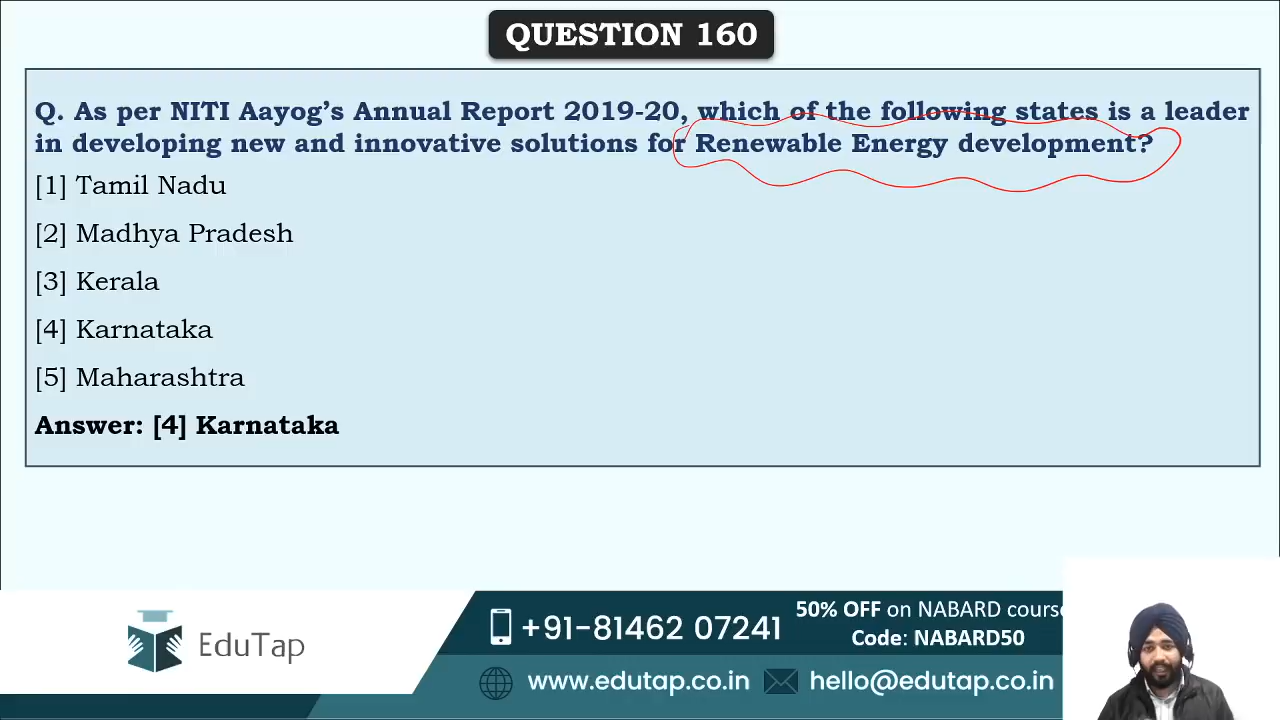 QUESTION 160
Q. As per NITI Aayog's Annual Report 2019-20, which of the following states is a leader
in developing new and innovative solutions for Renewable Energy development?
[1] Tamil Nadu
[2] Madhya Pradesh
[3] Kerala
[4] Karnataka
[5] Maharashtra
Answer: [4] Karnataka
EduTap
+91-81462 07241
50% OFF on NABARD course
Code: NABARD50
www.edutap.co.in
hello@edutap.co.in